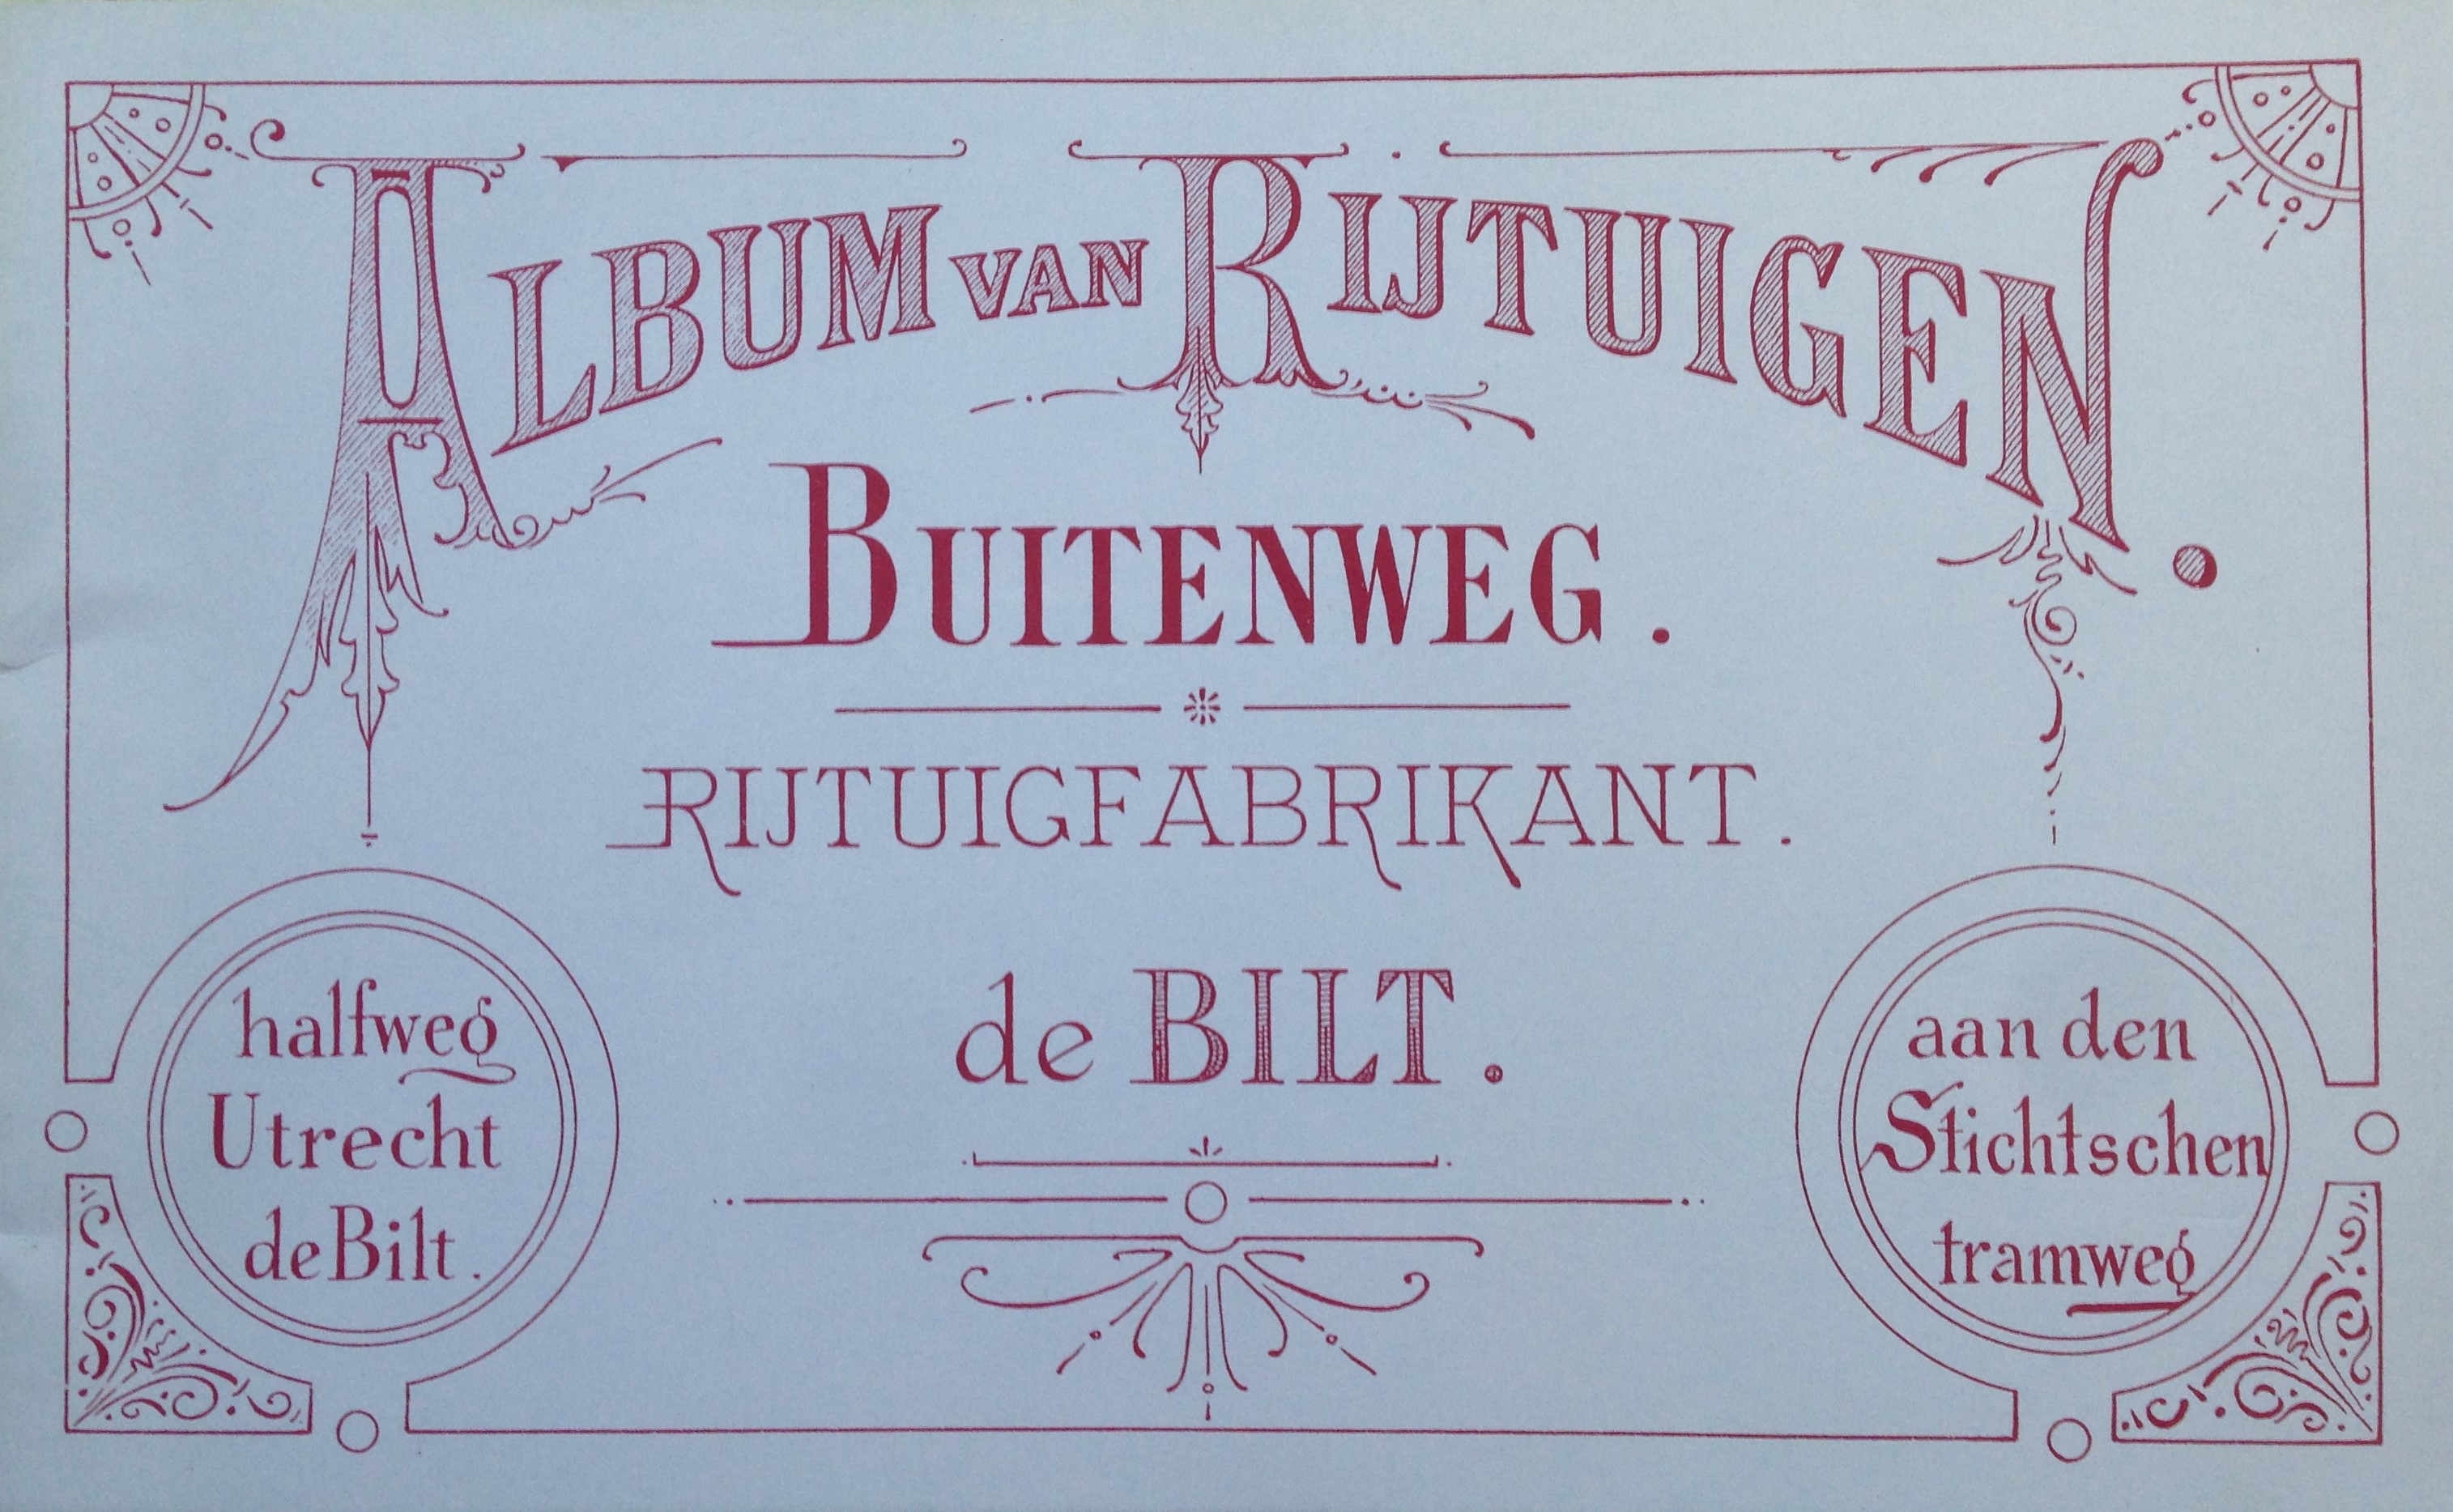 ALBUM VAN RIJTUIGEN.
BUITENWEG.
RIJTUIGFABRIKANT.
de BILT.
halfweg
Utrecht
de Bilt.
aan den
Stichtschen
tramweg